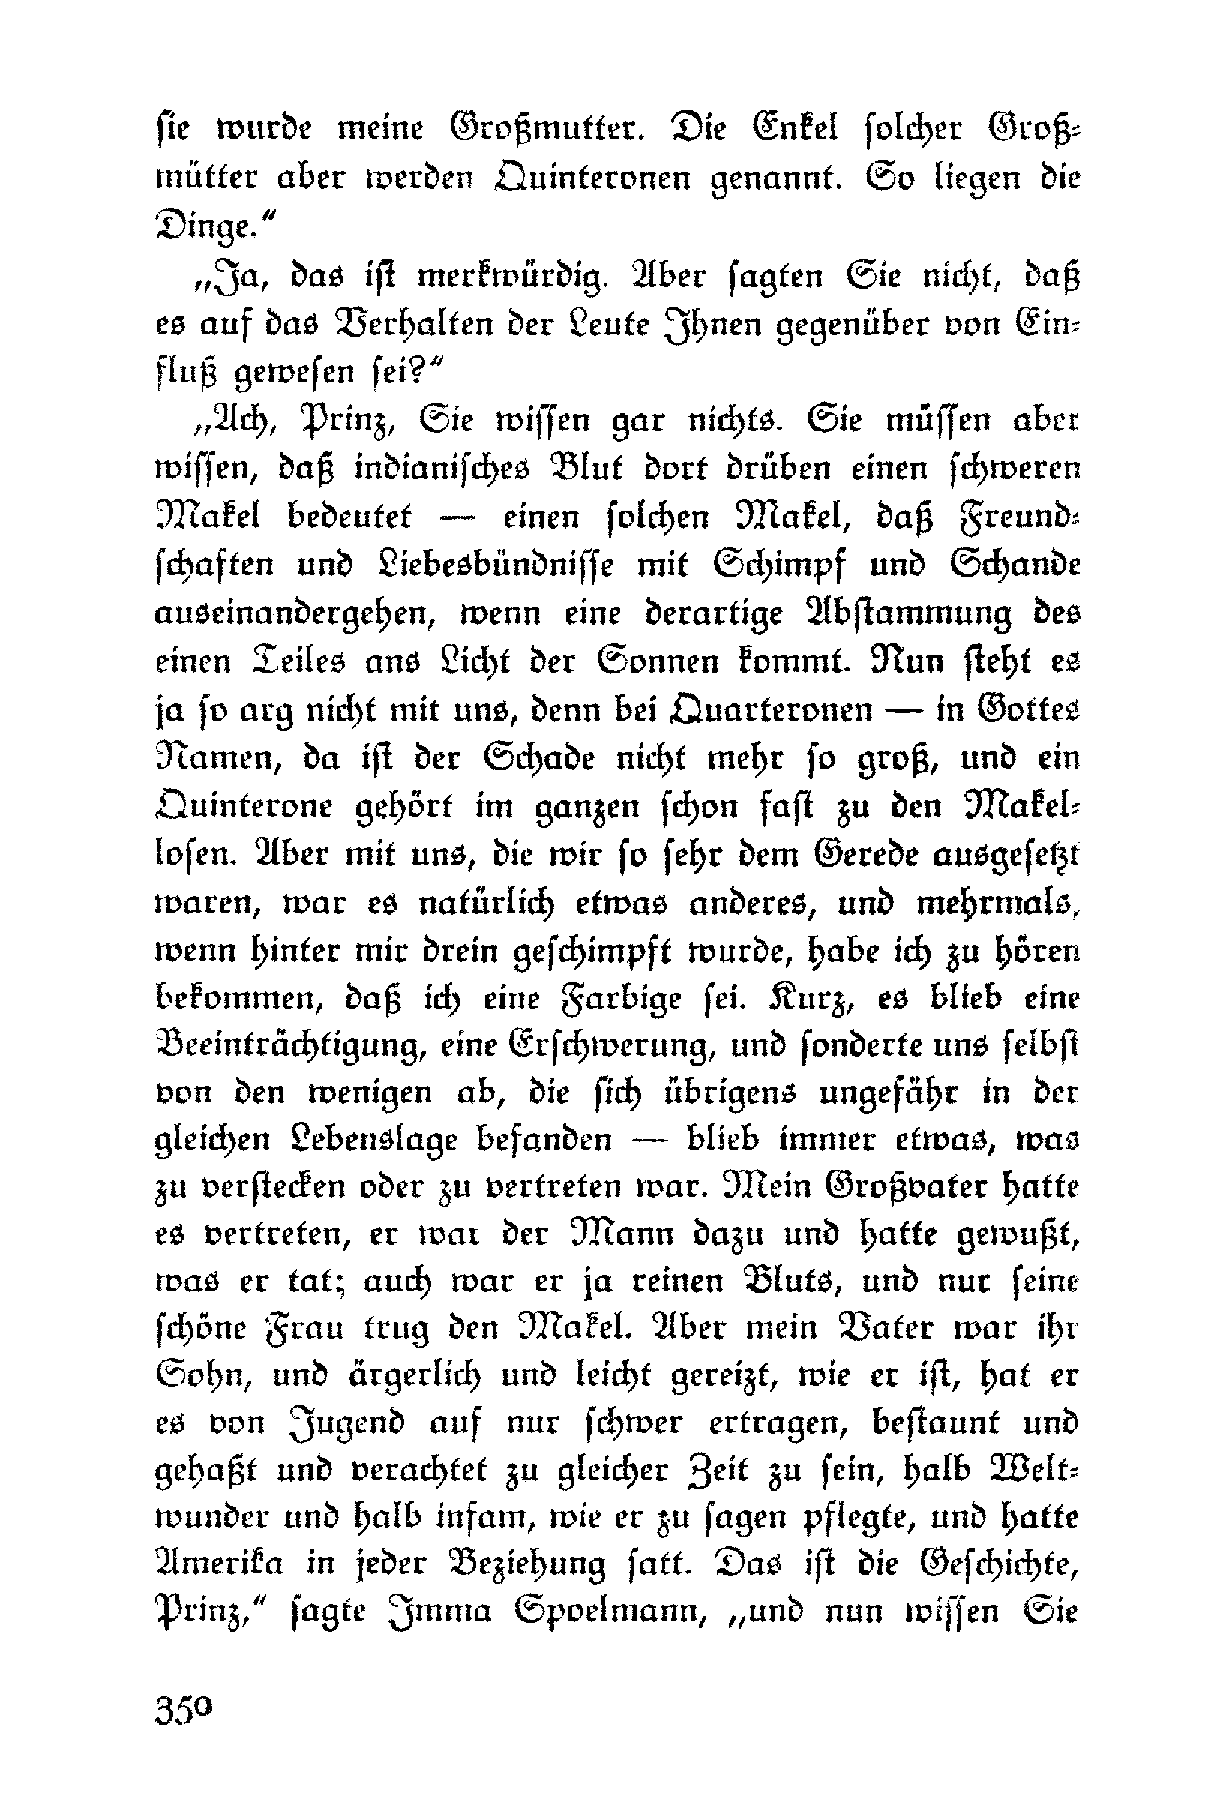 sie wurde meine Großmutter. Die Enkel solcher Groß-
mütter aber werden Quinteronen genannt. So liegen die
Dinge.“
„Ja, das ist merkwürdig. Aber sagten Sie nicht, daß
es auf das Verhalten der Leute Ihnen gegenüber von Ein-
fluß gewesen sei?“
„Ach, Prinz, Sie wissen gar nichts. Sie müssen aber
wissen, daß indianisches Blut dort drüben einen schweren
Makel bedeutet — einen solchen Makel, daß Freund-
schaften und Liebesbündnisse mit Schimpf und Schande
auseinandergehen, wenn eine derartige Abstammung des
einen Teiles ans Licht der Sonnen kommt. Nun steht es
ja so arg nicht mit uns, denn bei Quarteronen — in Gottes
Namen, da ist der Schade nicht mehr so groß, und ein
Quinterone gehört im ganzen schon fast zu den Makel-
losen. Aber mit uns, die wir so sehr dem Gerede ausgesetzt
waren, war es natürlich etwas anderes, und mehrmals,
wenn hinter mir drein geschimpft wurde, habe ich zu hören
bekommen, daß ich eine Farbige sei. Kurz, es blieb eine
Beeinträchtigung, eine Erschwerung, und sonderte uns selbst
von den wenigen ab, die sich übrigens ungefähr in der
gleichen Lebenslage befanden — blieb immer etwas, was
zu verstecken oder zu vertreten war. Mein Großvater hatte
es vertreten, er war der Mann dazu und hatte gewußt,
was er tat; auch war er ja reinen Bluts, und nur seine
schöne Frau trug den Makel. Aber mein Vater war ihr
Sohn, und ärgerlich und leicht gereizt, wie er ist, hat er
es von Jugend auf nur schwer ertragen, bestaunt und
gehaßt und verachtet zu gleicher Zeit zu sein, halb Welt-
wunder und halb infam, wie er zu sagen pflegte, und hatte
Amerika in jeder Beziehung satt. Das ist die Geschichte,
Prinz,“ sagte Imma Spoelmann, „und nun wissen Sie
350